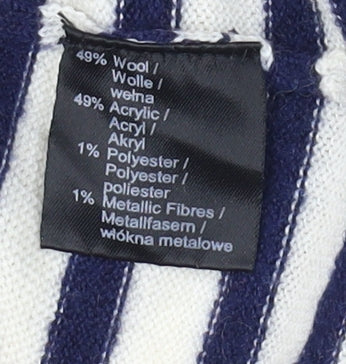 49% Wool /
Wolle /
wełna
49% Acrylic /
Acryl /
Akryl
1% Polyester /
Polyester /
poliester
1% Metallic Fibres /
Metallfasern /
włókna metalowe